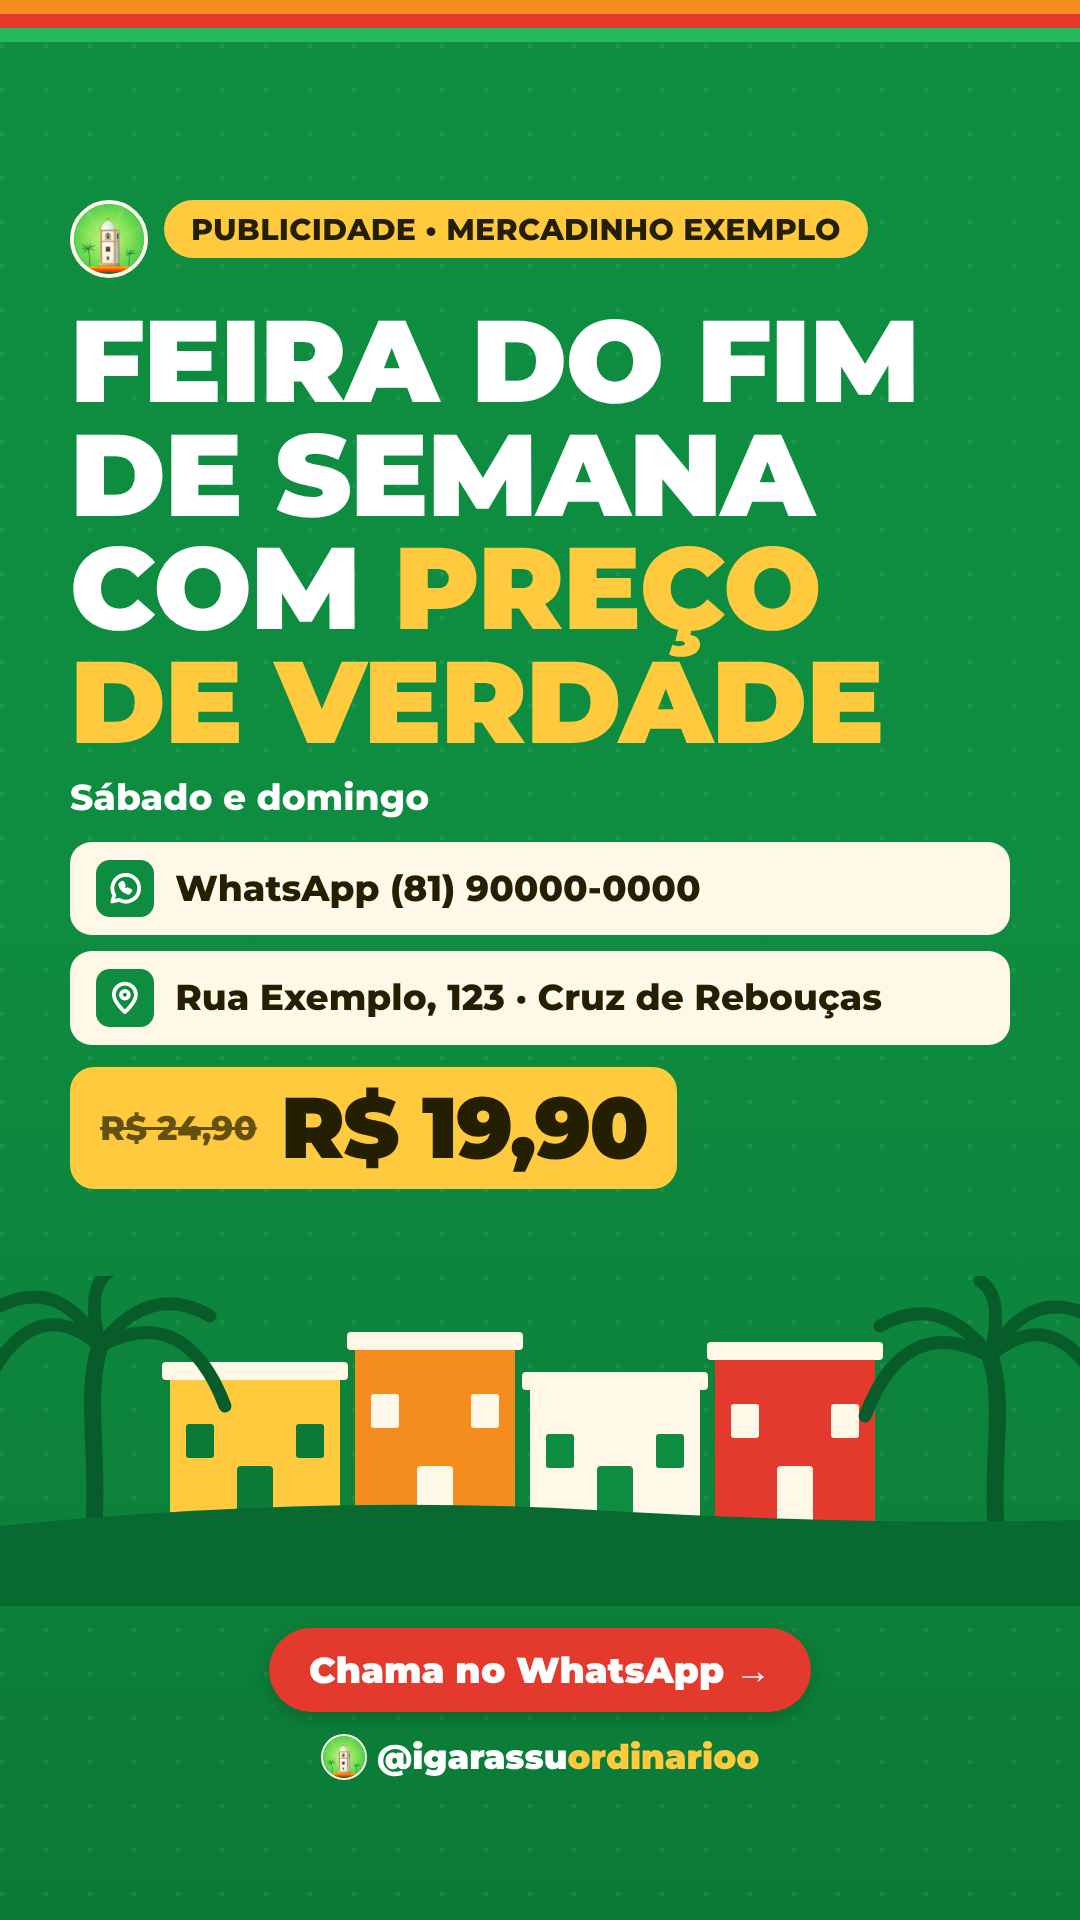 PUBLICIDADE • MERCADINHO EXEMPLO
FEIRA DO FIM
DE SEMANA
COM PREÇO
DE VERDADE
Sábado e domingo
WhatsApp (81) 90000-0000
Rua Exemplo, 123 · Cruz de Rebouças
R$ 24,90 R$ 19,90
Chama no WhatsApp →
@igarassuordinarioo